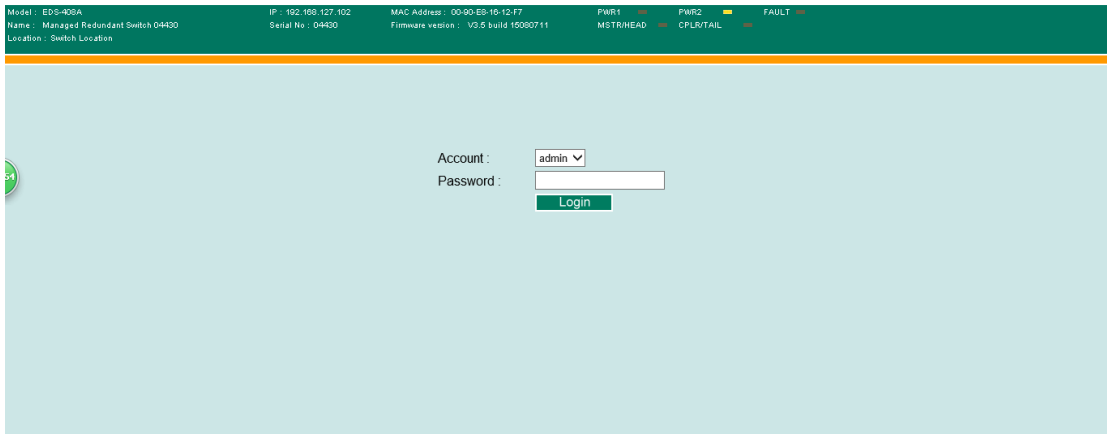 Model : EDS-408A IP : 192.168.127.102 MAC Address : 00-90-E8-16-12-F7 PWR1 PWR2 FAULT
Name : Managed Redundant Switch 04430 Serial No : 04430 Firmware version : V3.5 build 15080711 MSTR/HEAD CPLR/TAIL
Location : Switch Location
Account : admin
Password :
Login